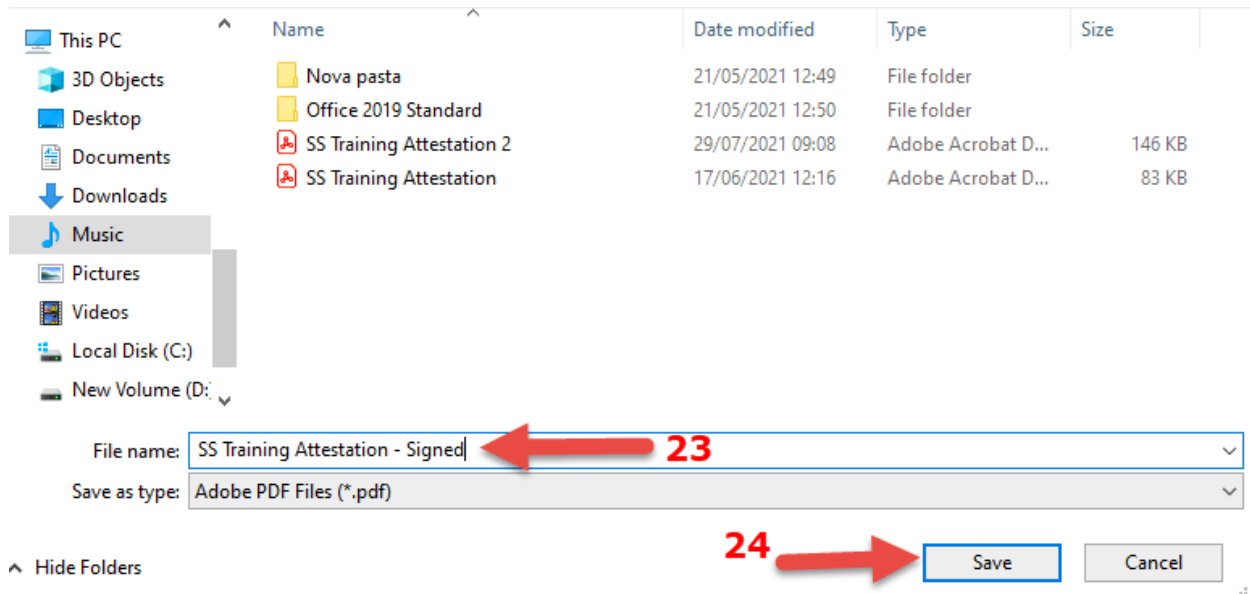 This PC
3D Objects
Desktop
Documents
Downloads
Music
Pictures
Videos
Local Disk (C:)
New Volume (D:
Name Date modified Type Size
Nova pasta 21/05/2021 12:49 File folder
Office 2019 Standard 21/05/2021 12:50 File folder
SS Training Attestation 2 29/07/2021 09:08 Adobe Acrobat D... 146 KB
SS Training Attestation 17/06/2021 12:16 Adobe Acrobat D... 83 KB
File name: SS Training Attestation - Signed 23
Save as type: Adobe PDF Files (*.pdf)
24
Hide Folders Save Cancel